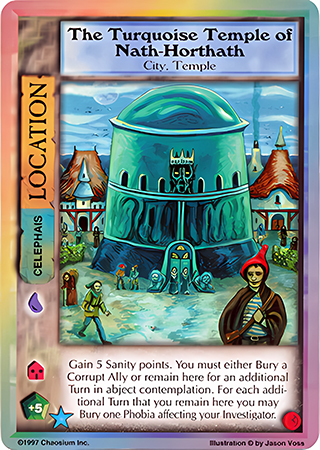 The Turquoise Temple of
Nath-Horthath
City. Temple
LOCATION
CELEPHAIS
Gain 5 Sanity points. You must either Bury a
Corrupt Ally or remain here for an additional
Turn in abject contemplation. For each addi-
tional Turn that you remain here you may
Bury one Phobia affecting your Investigator.
+5
©1997 Chaosium Inc.
Illustration © by Jason Voss